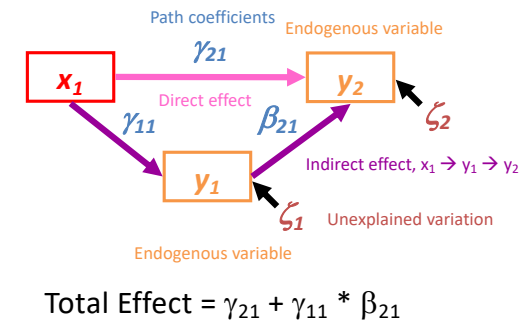 Path coefficients
Endogenous variable
γ21
x1
y2
Direct effect
γ11
β21
ζ2
Indirect effect, x1 → y1 → y2
y1
ζ1
Unexplained variation
Endogenous variable
Total Effect = γ21 + γ11 * β21